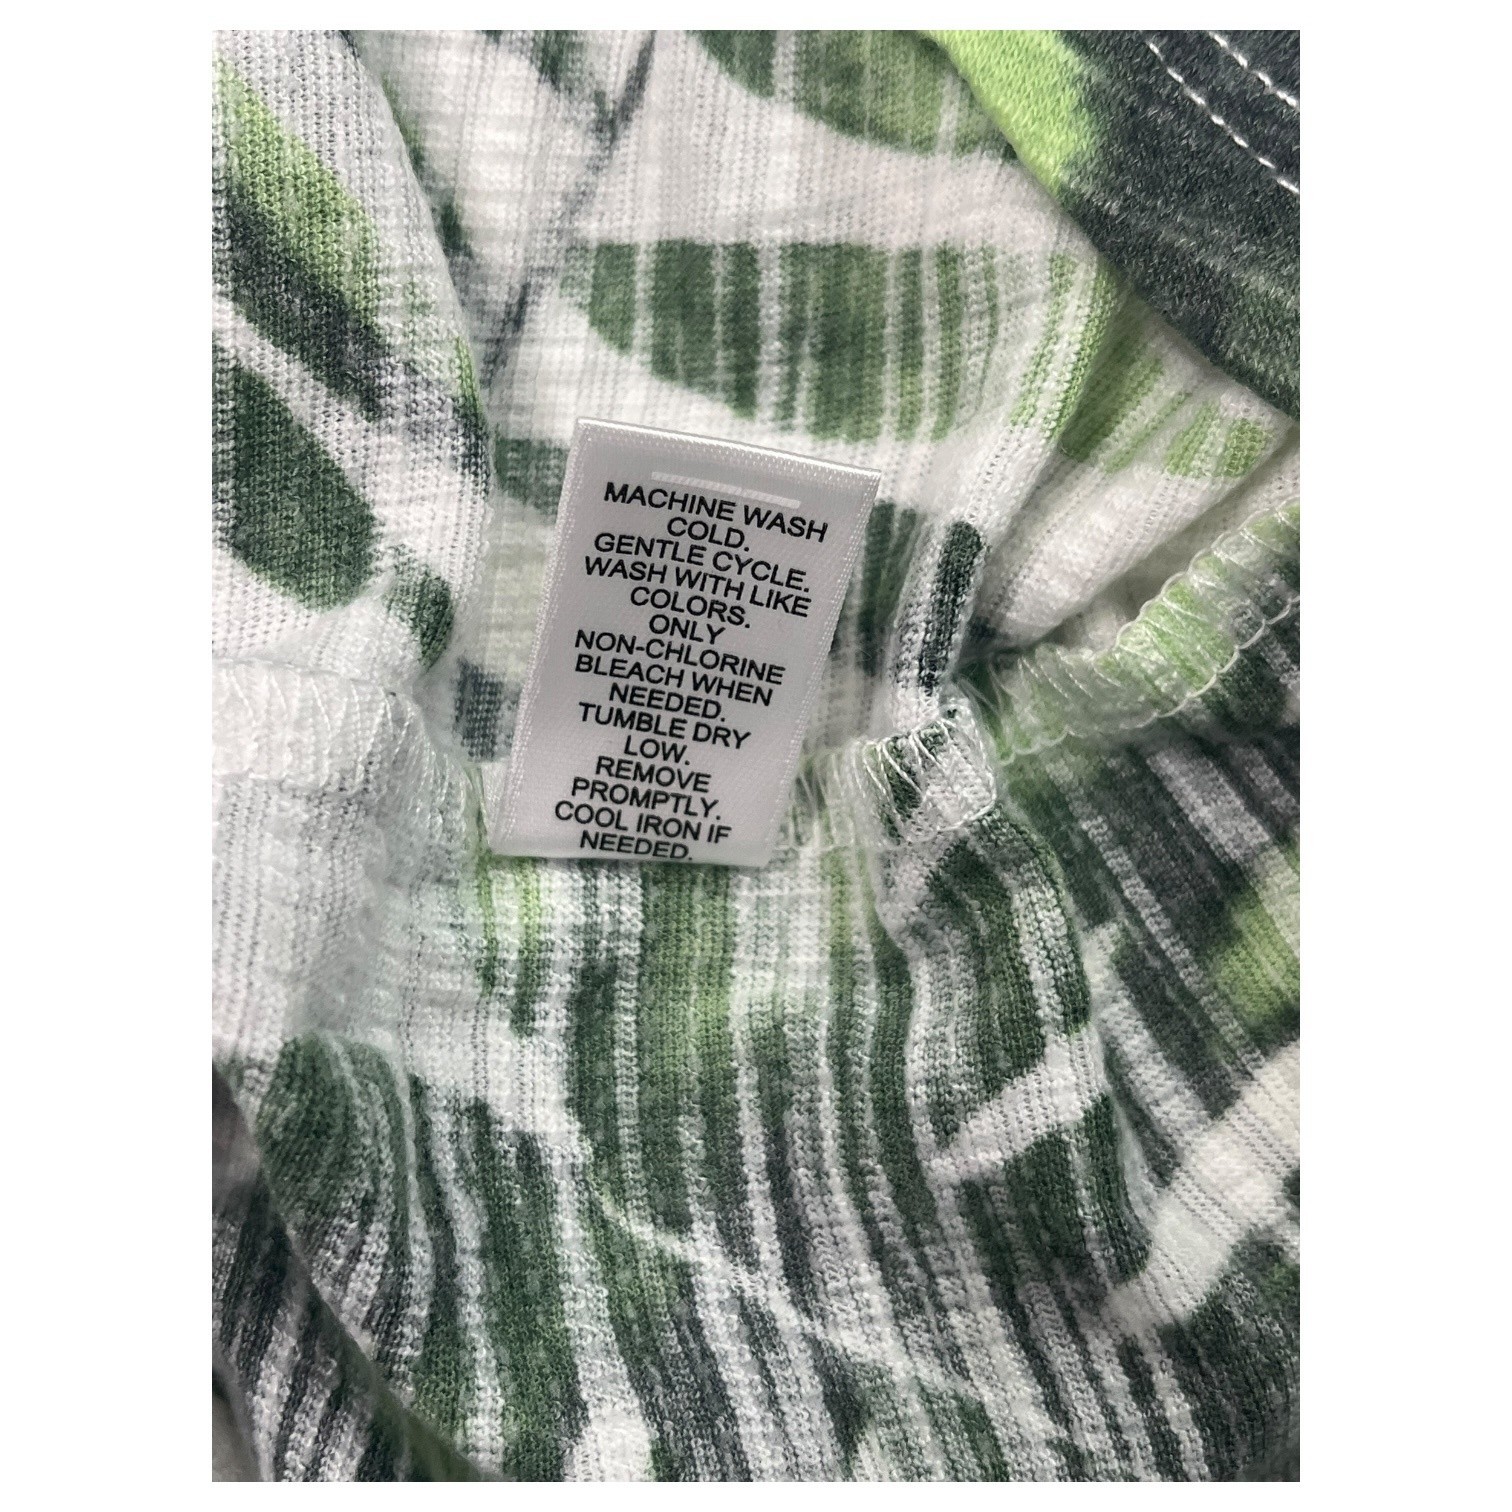 MACHINE WASH
COLD.
GENTLE CYCLE.
WASH WITH LIKE
COLORS.
ONLY
NON-CHLORINE
BLEACH WHEN
NEEDED.
TUMBLE DRY
LOW.
REMOVE
PROMPTLY.
COOL IRON IF
NEEDED.